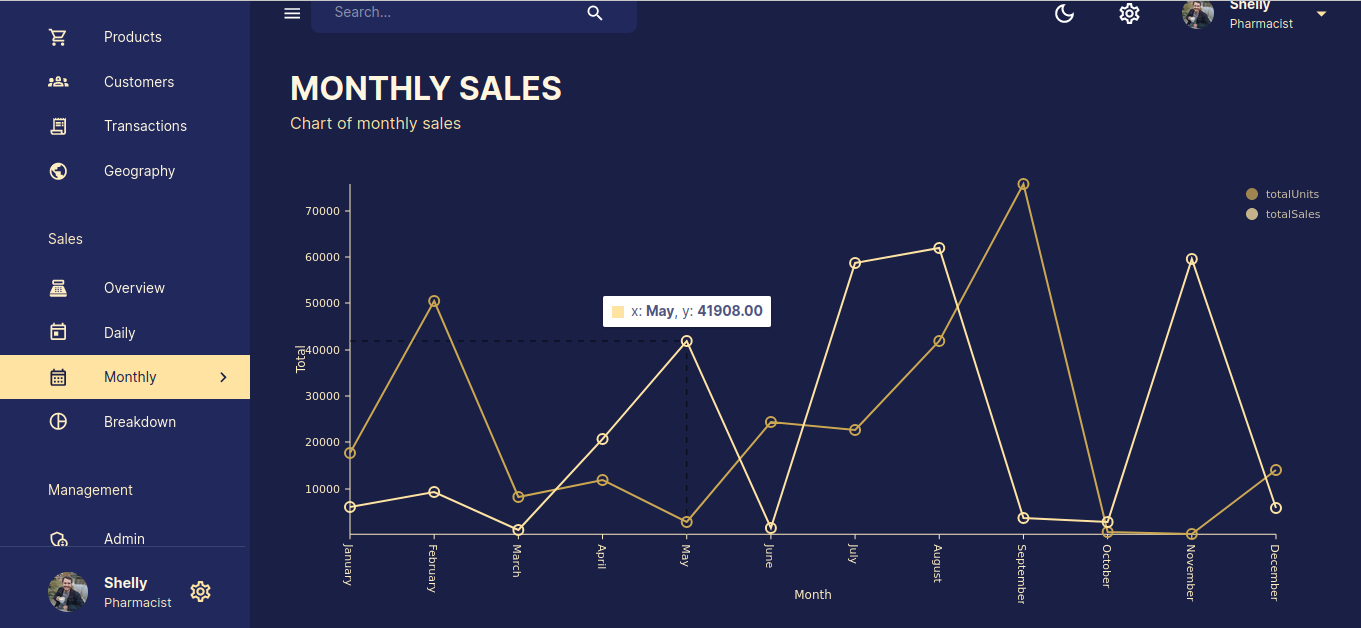 Products
Customers
Transactions
Geography
Sales
Overview
Daily
Monthly
Breakdown
Management
Admin
Shelly
Pharmacist
Search...
Shelly
Pharmacist
MONTHLY SALES
Chart of monthly sales
totalUnits
totalSales
x: May, y: 41908.00
Total
70000
60000
50000
40000
30000
20000
10000
January
February
March
April
May
June
July
August
September
October
November
December
Month